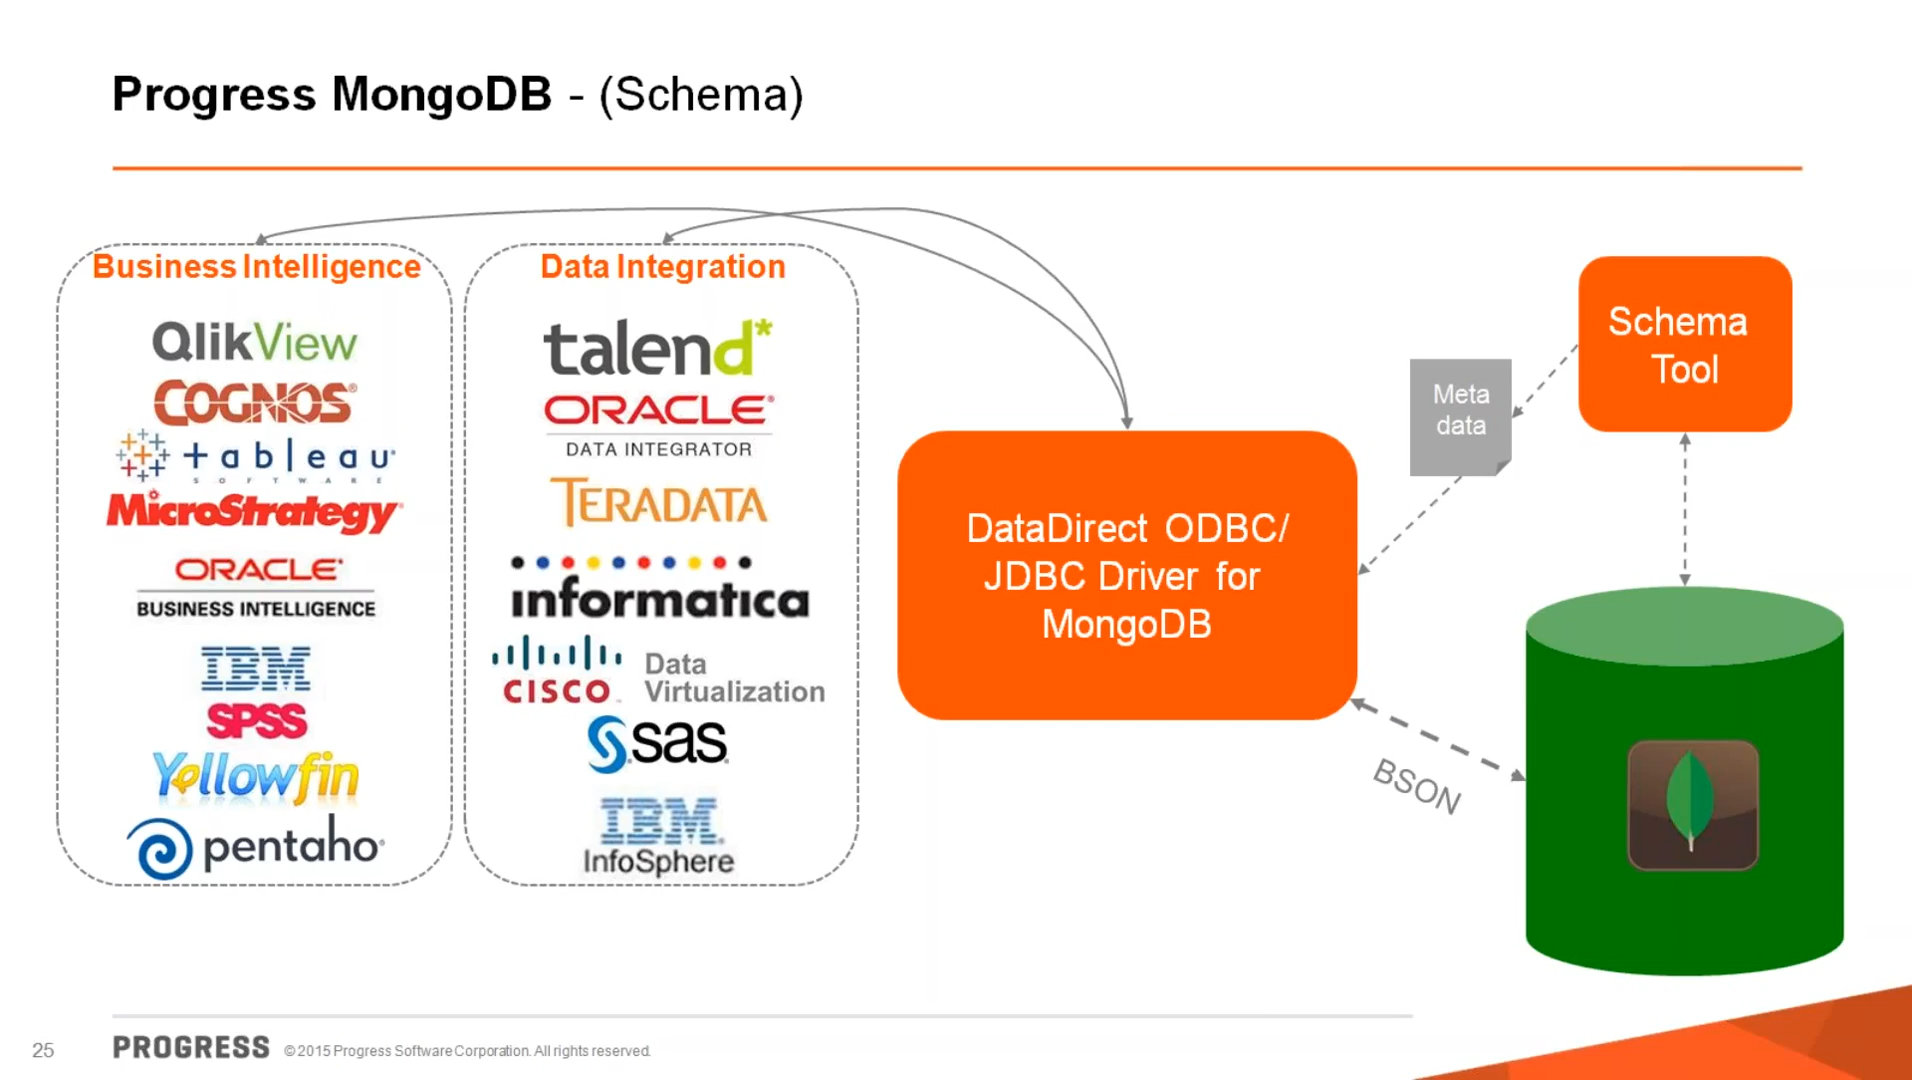 Progress MongoDB - (Schema)
Business Intelligence
QlikView
COGNOS®
+ableau
SOFTWARE
MicroStrategy
ORACLE
BUSINESS INTELLIGENCE
IBM
SPSS
Yellowfin
pentaho
Data Integration
talend*
ORACLE®
DATA INTEGRATOR
TERADATA
informatica
CISCO
Data
Virtualization
sas
IBM
InfoSphere
DataDirect ODBC/
JDBC Driver for
MongoDB
Meta
data
Schema
Tool
BSON
25
PROGRESS
©2015 Progress Software Corporation. All rights reserved.